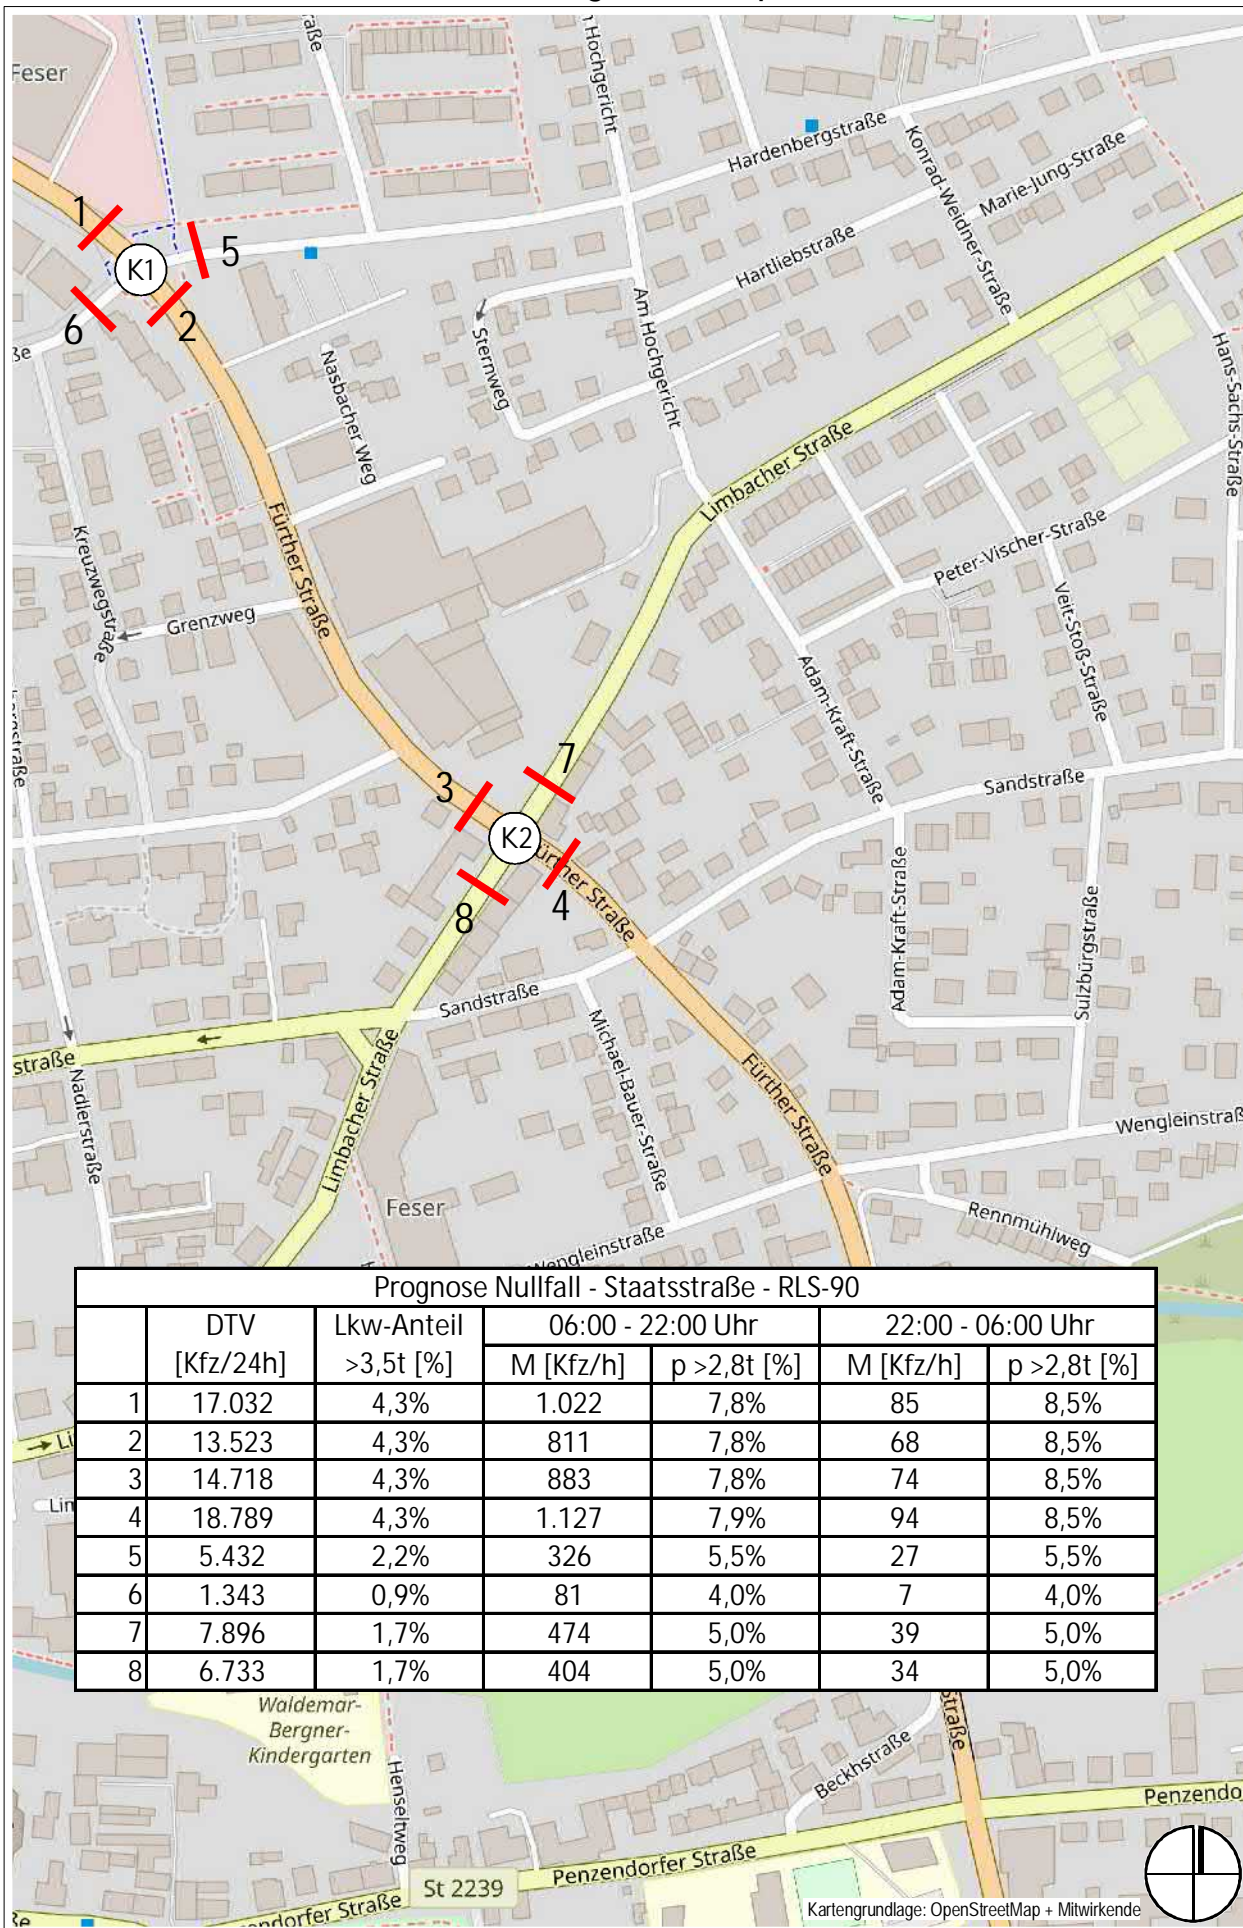 Feser
Am Hochgericht
Hardenbergstraße
Konrad-Weidner-Straße
Marie-Jung-Straße
1
5
K1
6
2
Hartliebstraße
Am Hochgericht
Sternweg
Nasbacher Weg
Hans-Sachs-Straße
Limbacher Straße
Fürther Straße
Kreuzwegstraße
Grenzweg
Peter-Vischer-Straße
Veit-Stoß-Straße
Adam-Kraft-Straße
7
3
Sandstraße
K2
Fürther Straße
4
8
Adam-Kraft-Straße
Sulzbürgstraße
Sandstraße
Michael-Bauer-Straße
straße
Nadlerstraße
Limbacher Straße
Fürther Straße
Wengleinstraß
Feser
Rennmühlweg
Wengleinstraße
Prognose Nullfall - Staatsstraße - RLS-90
DTV Lkw-Anteil 06:00 - 22:00 Uhr 22:00 - 06:00 Uhr
[Kfz/24h] >3,5t [%] M [Kfz/h] p >2,8t [%] M [Kfz/h] p >2,8t [%]
1 17.032 4,3% 1.022 7,8% 85 8,5%
2 13.523 4,3% 811 7,8% 68 8,5%
3 14.718 4,3% 883 7,8% 74 8,5%
4 18.789 4,3% 1.127 7,9% 94 8,5%
5 5.432 2,2% 326 5,5% 27 5,5%
6 1.343 0,9% 81 4,0% 7 4,0%
7 7.896 1,7% 474 5,0% 39 5,0%
8 6.733 1,7% 404 5,0% 34 5,0%
Waldemar-
Bergner-
Kindergarten
Henseltweg
Beckhstraße
straße
Penzendo
Penzendorfer Straße
St 2239
ndorfer Straße
Kartengrundlage: OpenStreetMap + Mitwirkende